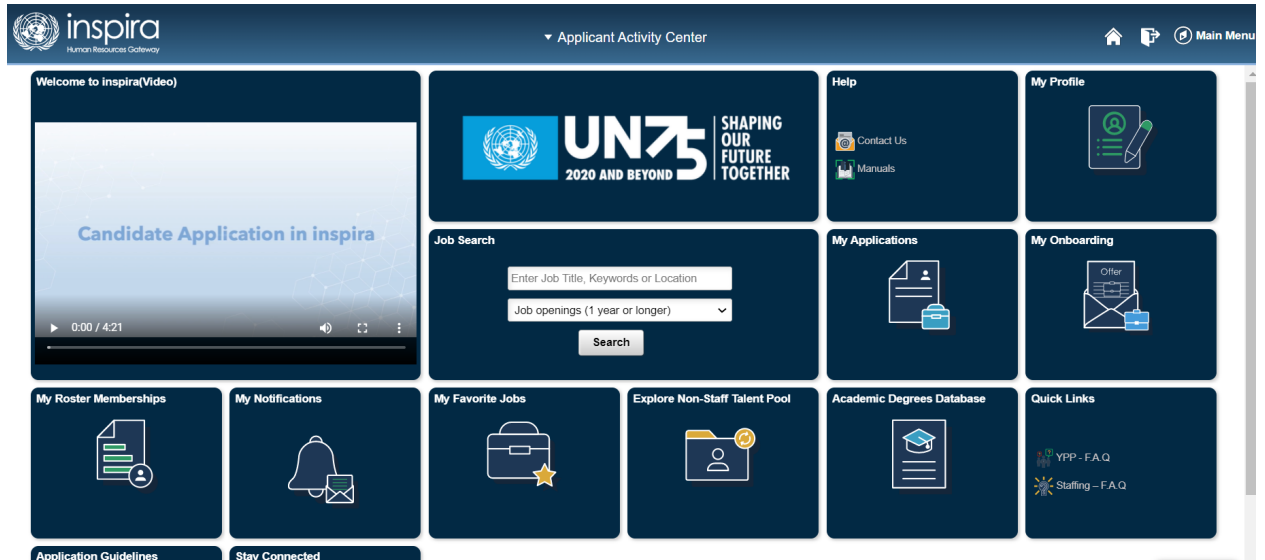 inspira
Human Resources Gateway
Applicant Activity Center
Main Menu
Welcome to inspira(Video)
Candidate Application in inspira
0:00 / 4:21
UN75
2020 AND BEYOND
SHAPING
OUR
FUTURE
TOGETHER
Help
Contact Us
Manuals
My Profile
Job Search
Enter Job Title, Keywords or Location
Job openings (1 year or longer)
Search
My Applications
My Onboarding
Offer
My Roster Memberships
My Notifications
My Favorite Jobs
Explore Non-Staff Talent Pool
Academic Degrees Database
Quick Links
YPP - F.A.Q
Staffing – F.A.Q
Application Guidelines
Stay Connected